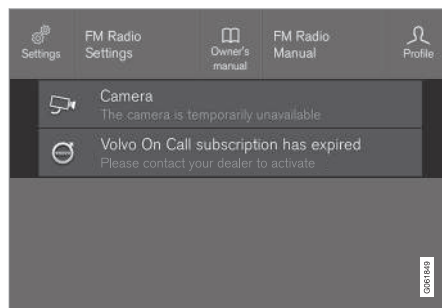 Settings
FM Radio
Settings
Owner's
manual
FM Radio
Manual
Profile
Camera
The camera is temporarily unavailable
Volvo On Call subscription has expired
Please contact your dealer to activate
G061849